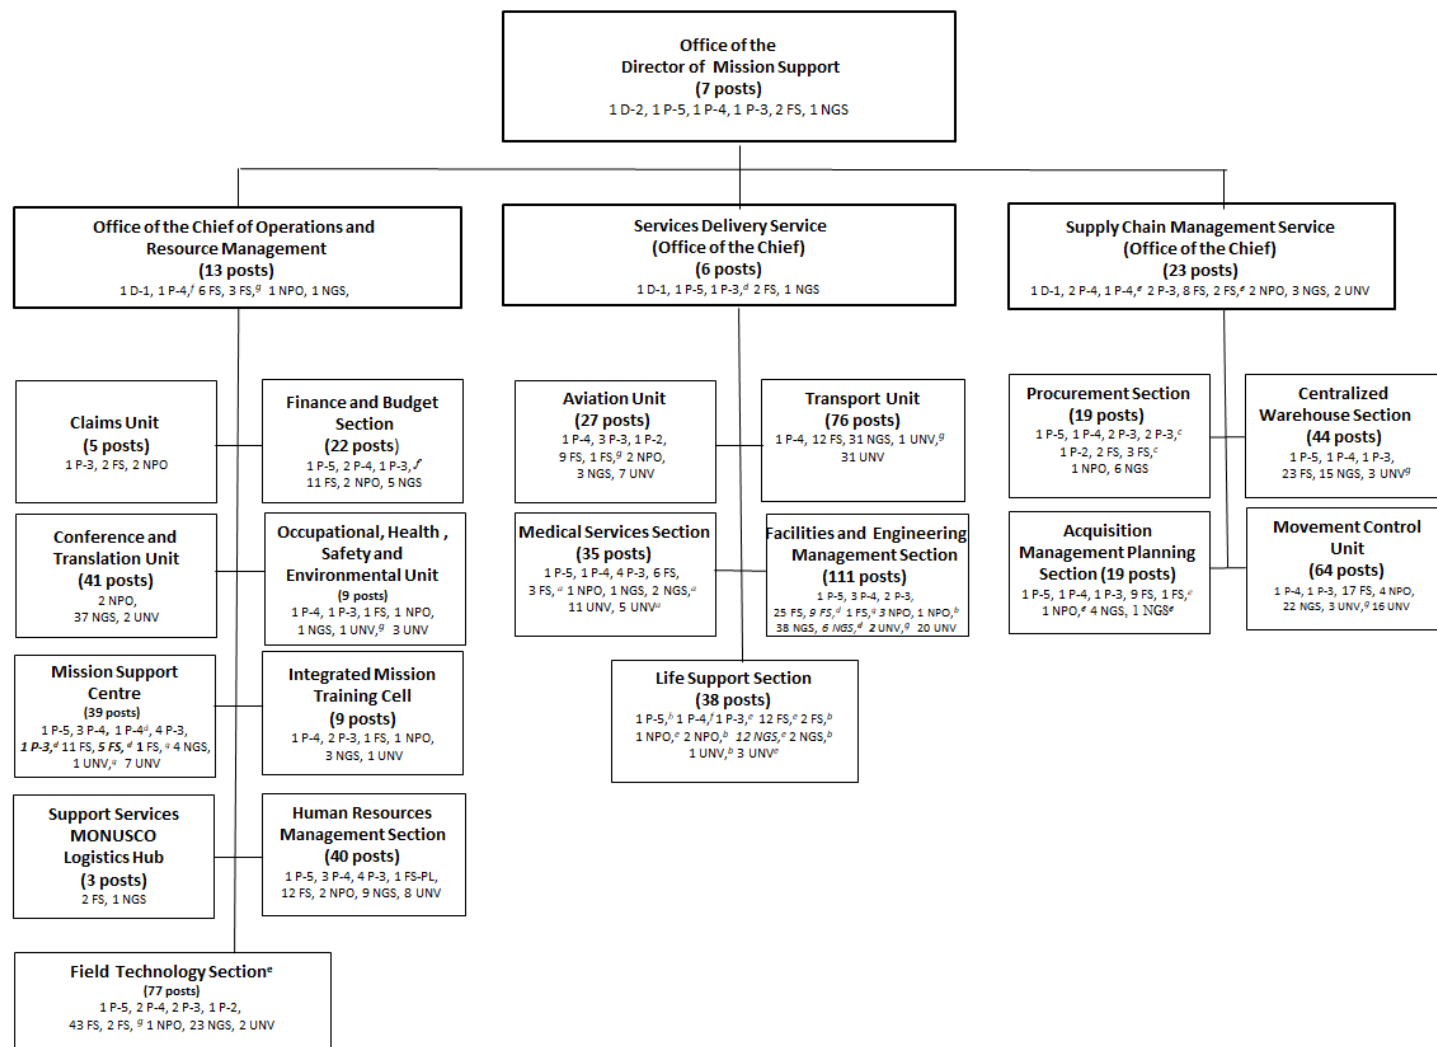 Office of the
Director of Mission Support
(7 posts)
1 D-2, 1 P-5, 1 P-4, 1 P-3, 2 FS, 1 NGS
Office of the Chief of Operations and
Resource Management
(13 posts)
1 D-1, 1 P-4,f 6 FS, 3 FS,g 1 NPO, 1 NGS,
Services Delivery Service
(Office of the Chief)
(6 posts)
1 D-1, 1 P-5, 1 P-3,d 2 FS, 1 NGS
Supply Chain Management Service
(Office of the Chief)
(23 posts)
1 D-1, 2 P-4, 1 P-4,e 2 P-3, 8 FS, 2 FS,e 2 NPO, 3 NGS, 2 UNV
Claims Unit
(5 posts)
1 P-3, 2 FS, 2 NPO
Finance and Budget
Section
(22 posts)
1 P-5, 2 P-4, 1 P-3,f
11 FS, 2 NPO, 5 NGS
Conference and
Translation Unit
(41 posts)
2 NPO,
37 NGS, 2 UNV
Occupational, Health ,
Safety and
Environmental Unit
(9 posts)
1 P-4, 1 P-3, 1 FS, 1 NPO,
1 NGS, 1 UNV,g 3 UNV
Mission Support
Centre
(39 posts)
1 P-5, 3 P-4, 1 P-4d, 4 P-3,
1 P-3,d 11 FS, 5 FS,d 1 FS,a 4 NGS,
1 UNV,a 7 UNV
Integrated Mission
Training Cell
(9 posts)
1 P-4, 2 P-3, 1 FS, 1 NPO,
3 NGS, 1 UNV
Support Services
MONUSCO
Logistics Hub
(3 posts)
2 FS, 1 NGS
Human Resources
Management Section
(40 posts)
1 P-5, 3 P-4, 4 P-3, 1 FS-PL,
12 FS, 2 NPO, 9 NGS, 8 UNV
Field Technology Sectione
(77 posts)
1 P-5, 2 P-4, 2 P-3, 1 P-2,
43 FS, 2 FS, g 1 NPO, 23 NGS, 2 UNV
Aviation Unit
(27 posts)
1 P-4, 3 P-3, 1 P-2,
9 FS, 1 FS,g 2 NPO,
3 NGS, 7 UNV
Transport Unit
(76 posts)
1 P-4, 12 FS, 31 NGS, 1 UNV,g
31 UNV
Medical Services Section
(35 posts)
1 P-5, 1 P-4, 4 P-3, 6 FS,
3 FS,a 1 NPO, 1 NGS, 2 NGS,a
11 UNV, 5 UNVa
Facilities and Engineering
Management Section
(111 posts)
1 P-5, 3 P-4, 2 P-3,
25 FS, 9 FS,d 1 FS,g 3 NPO, 1 NPO,b
38 NGS, 6 NGS,d 2 UNV,g 20 UNV
Life Support Section
(38 posts)
1 P-5,b 1 P-4,f 1 P-3,e 12 FS,e 2 FS,b
1 NPO,e 2 NPO,b 12 NGS,e 2 NGS,b
1 UNV,b 3 UNVe
Procurement Section
(19 posts)
1 P-5, 1 P-4, 2 P-3, 2 P-3,c
1 P-2, 2 FS, 3 FS,c
1 NPO, 6 NGS
Centralized
Warehouse Section
(44 posts)
1 P-5, 1 P-4, 1 P-3,
23 FS, 15 NGS, 3 UNVg
Acquisition
Management Planning
Section (19 posts)
1 P-5, 1 P-4, 1 P-3, 9 FS, 1 FS,e
1 NPO,e 4 NGS, 1 NGSe
Movement Control
Unit
(64 posts)
1 P-4, 1 P-3, 17 FS, 4 NPO,
22 NGS, 3 UNV,g 16 UNV